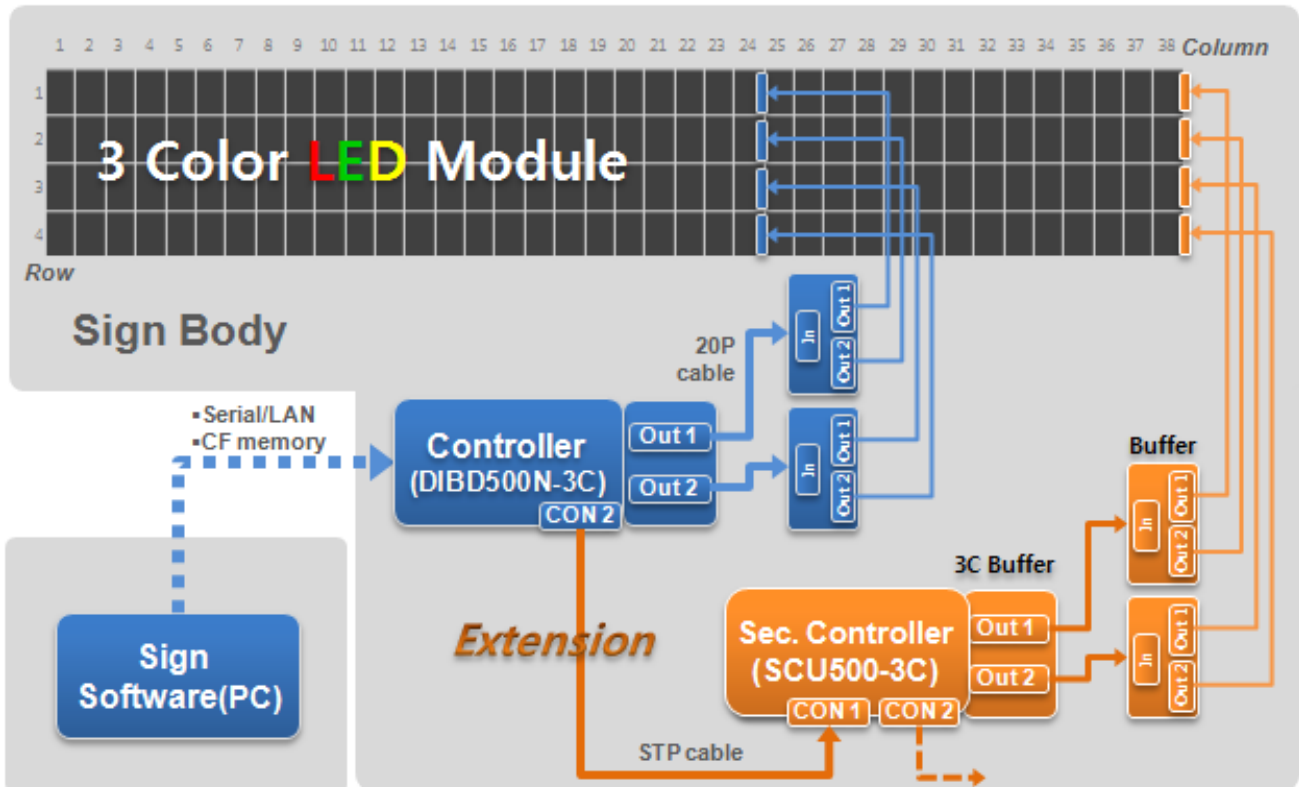 1 2 3 4 5 6 7 8 9 10 11 12 13 14 15 16 17 18 19 20 21 22 23 24 25 26 27 28 29 30 31 32 33 34 35 36 37 38 Column
1
2
3
4
3 Color LED Module
Row
Sign Body
20P
cable
In
Out 1
Out 2
▪Serial/LAN
▪CF memory
Controller
(DIBD500N-3C)
CON 2
Out 1
Out 2
In
Out 1
Out 2
Buffer
In
Out 1
Out 2
3C Buffer
Extension
Sec. Controller
(SCU500-3C)
Out 1
Out 2
CON 1
CON 2
In
Out 1
Out 2
Sign
Software(PC)
STP cable